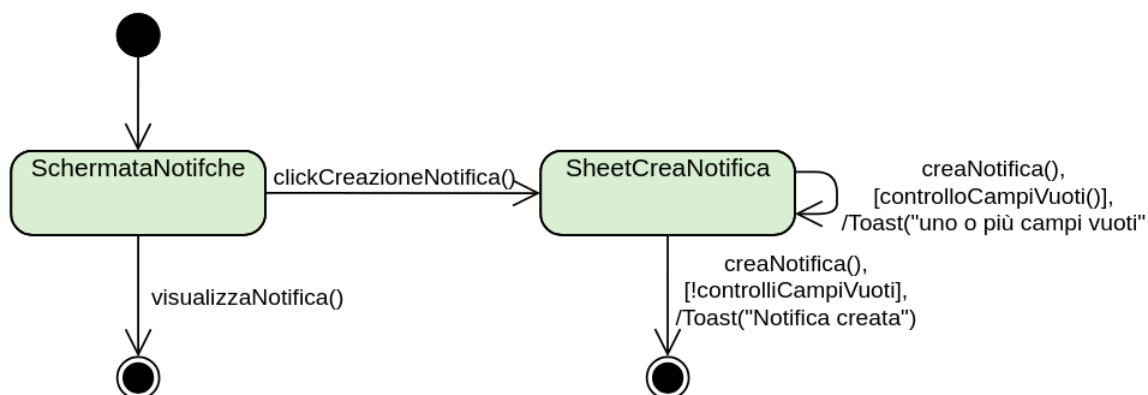 SchermataNotifche
clickCreazioneNotifica()
SheetCreaNotifica
creaNotifica(),
[controlloCampiVuoti()],
/Toast("uno o più campi vuoti"
visualizzaNotifica()
creaNotifica(),
[!controlliCampiVuoti],
/Toast("Notifica creata")